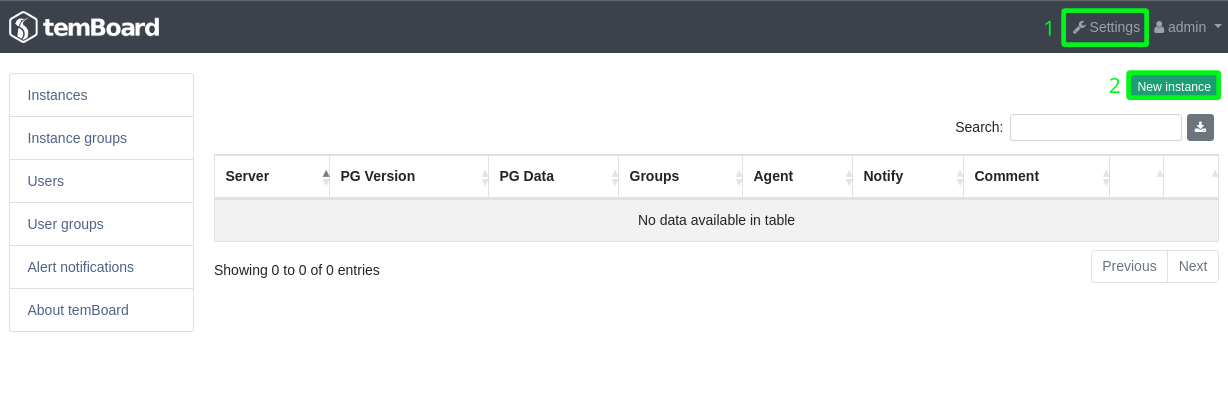 temBoard
1 Settings admin
2 New instance
Search:
Instances
Instance groups
Users
User groups
Alert notifications
About temBoard
Server PG Version PG Data Groups Agent Notify Comment
No data available in table
Showing 0 to 0 of 0 entries
Previous Next